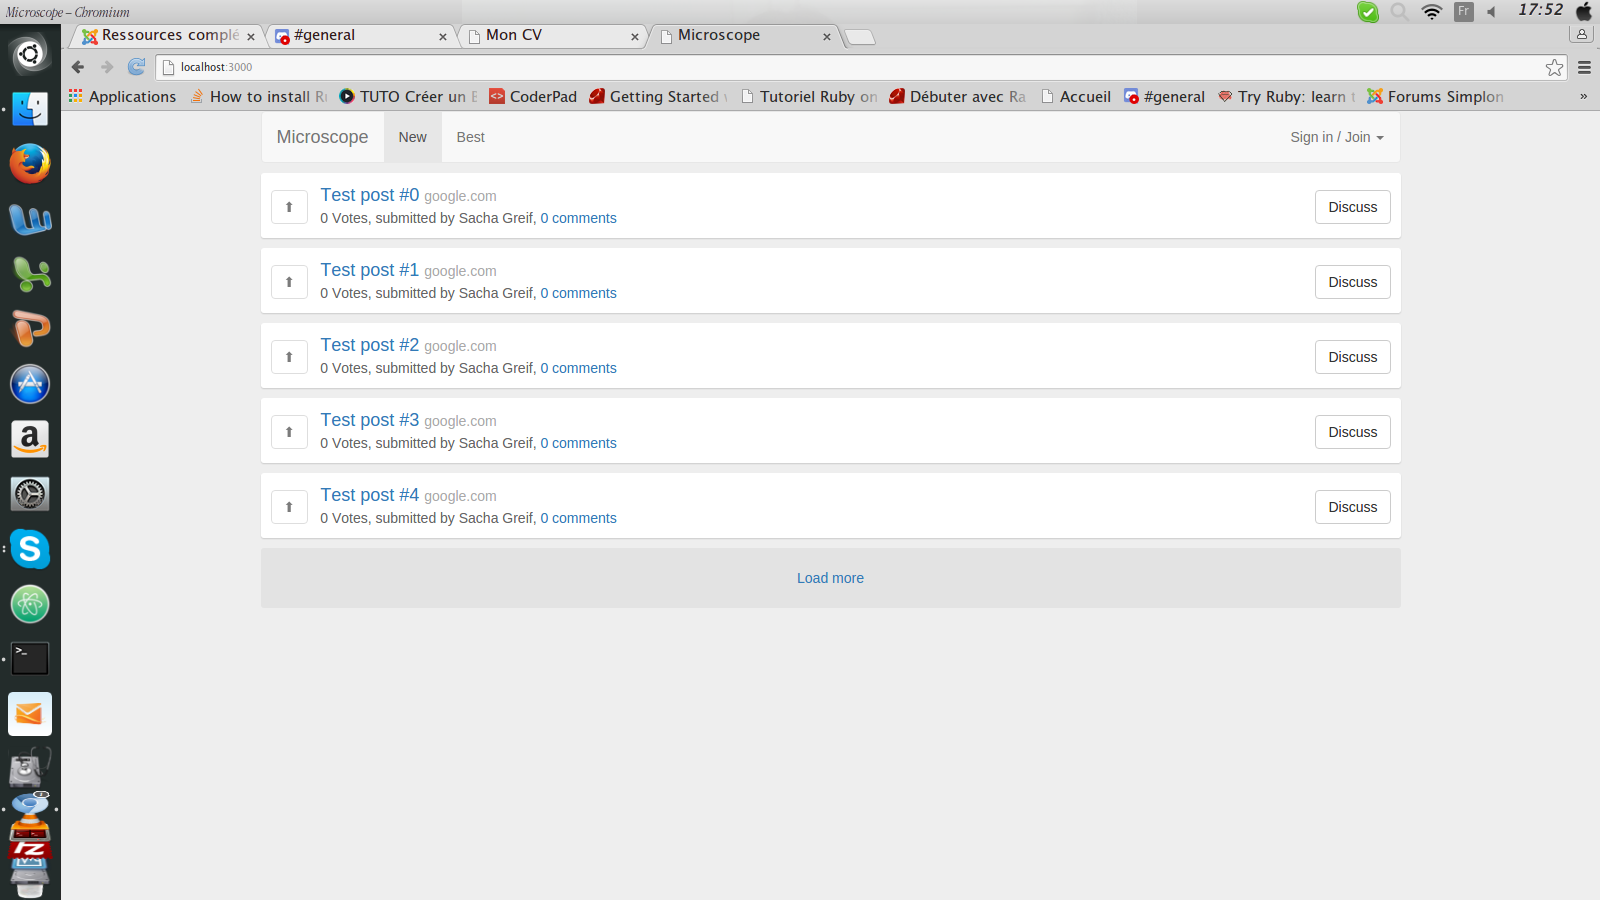 Microscope – Chromium
Fr
17:52
Ressources complé
#general
Mon CV
Microscope
localhost:3000
Applications
How to install Ru
TUTO Créer un E
CoderPad
Getting Started
Tutoriel Ruby on
Débuter avec Ra
Accueil
#general
Try Ruby: learn t
Forums Simplon
»
Microscope
New
Best
Sign in / Join
Test post #0 google.com
0 Votes, submitted by Sacha Greif, 0 comments
Discuss
Test post #1 google.com
0 Votes, submitted by Sacha Greif, 0 comments
Discuss
Test post #2 google.com
0 Votes, submitted by Sacha Greif, 0 comments
Discuss
Test post #3 google.com
0 Votes, submitted by Sacha Greif, 0 comments
Discuss
Test post #4 google.com
0 Votes, submitted by Sacha Greif, 0 comments
Discuss
Load more